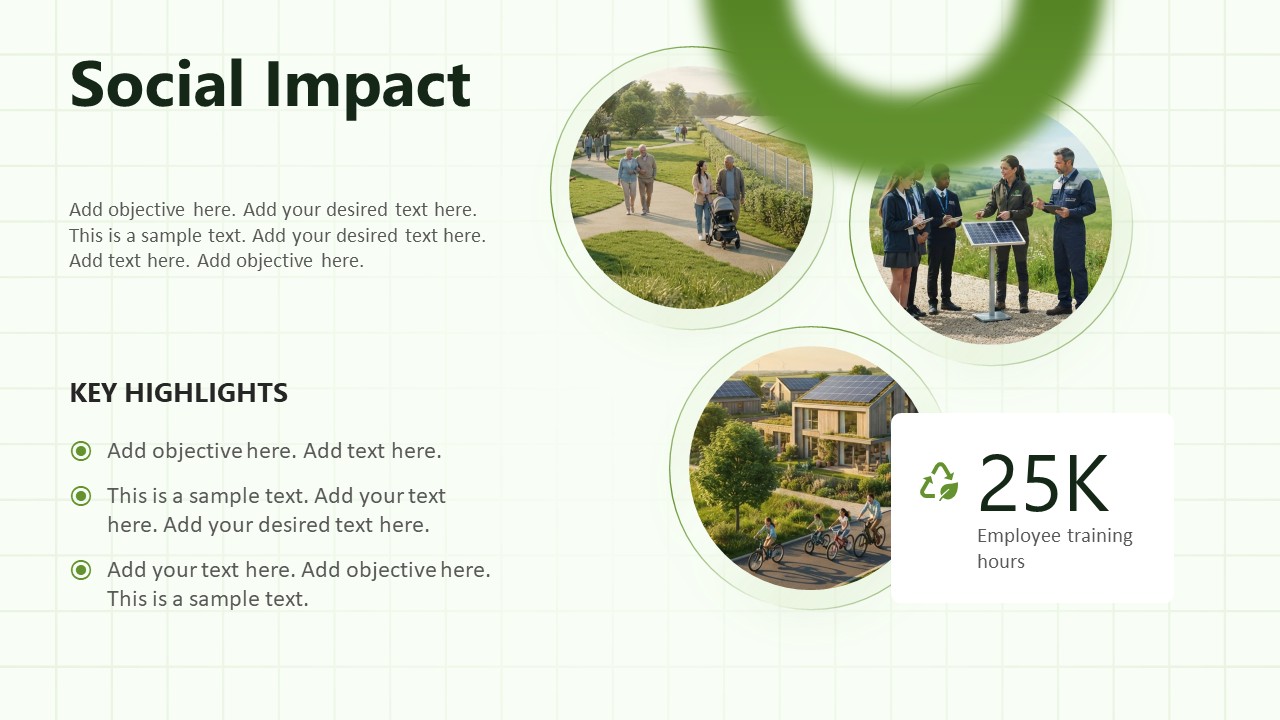 Social Impact
Add objective here. Add your desired text here.
This is a sample text. Add your desired text here.
Add text here. Add objective here.
KEY HIGHLIGHTS
Add objective here. Add text here.
This is a sample text. Add your text
here. Add your desired text here.
Add your text here. Add objective here.
This is a sample text.
25K
Employee training
hours